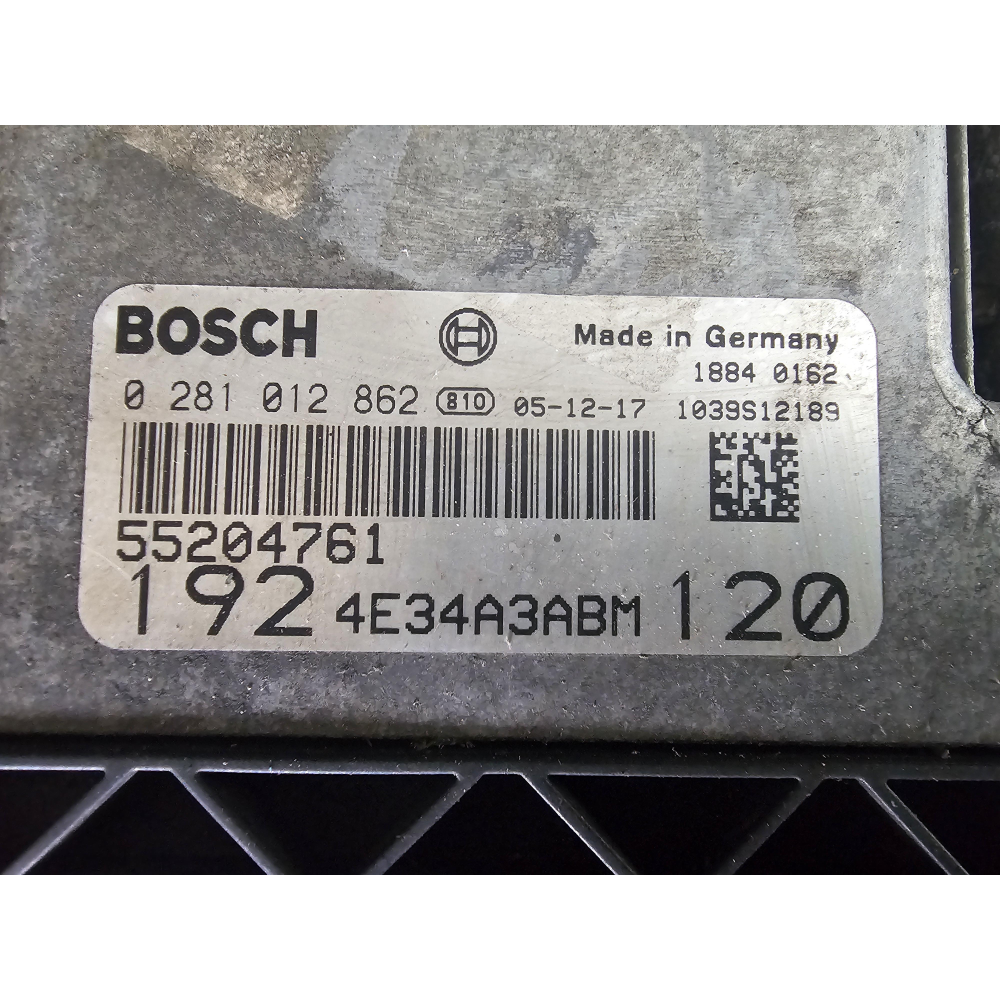 BOSCH Made in Germany
1884 0162
0 281 012 862 810 05-12-17 1039S12189
55204761
192 4E34A3ABM 120